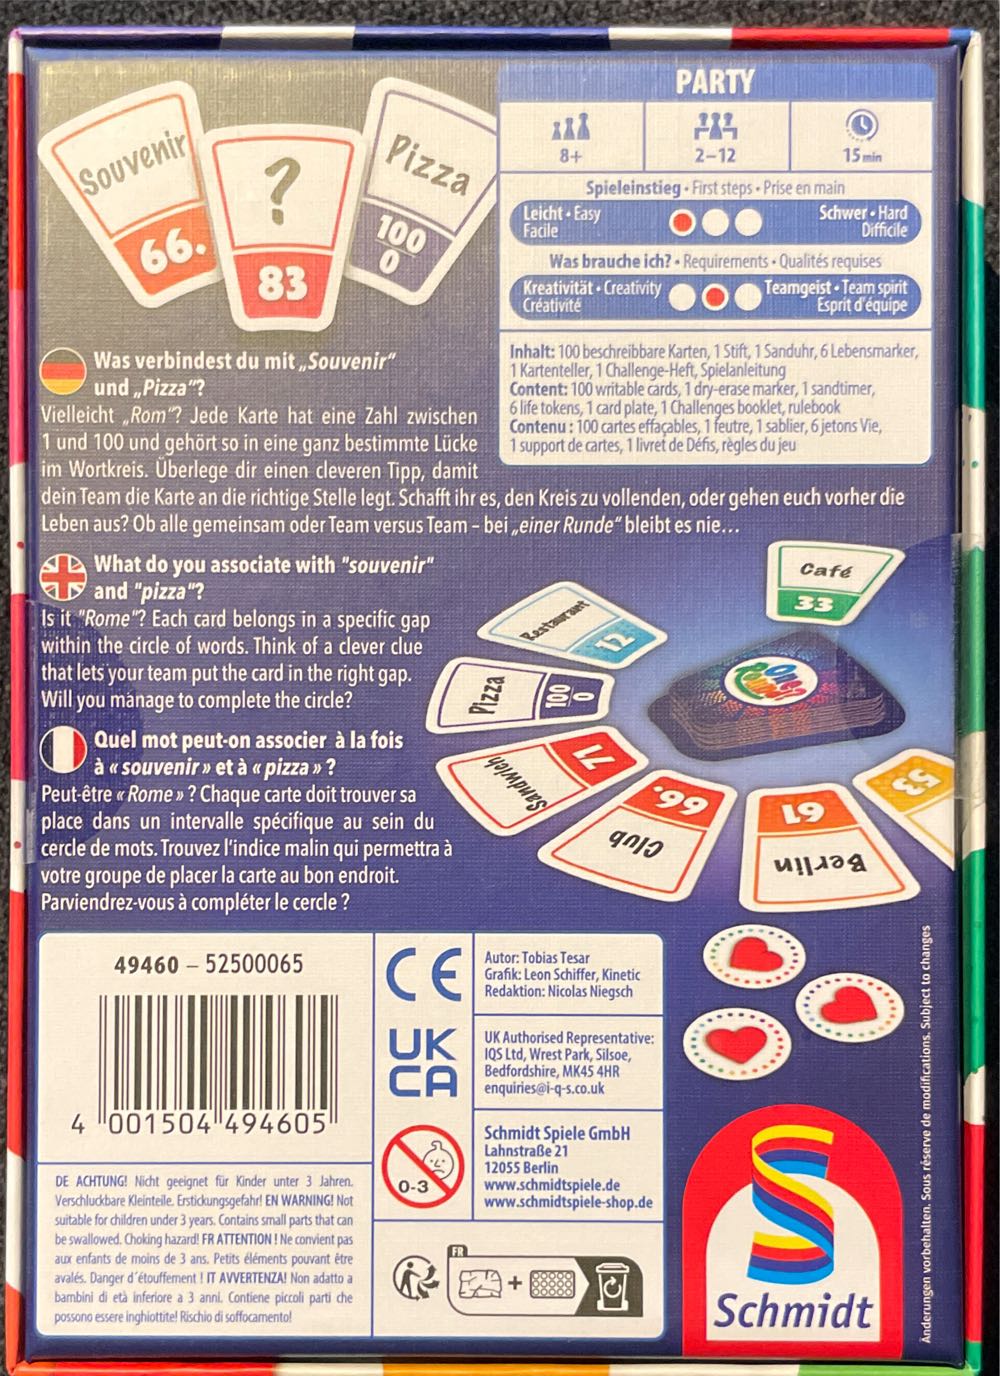 Souvenir
66.
?
83
Pizza
100
0
PARTY
8+
2–12
15 min
Spieleinstieg • First steps • Prise en main
Leicht • Easy
Facile
Schwer • Hard
Difficile
Was brauche ich? • Requirements • Qualités requises
Kreativität • Creativity
Créativité
Teamgeist • Team spirit
Esprit d'équipe
Inhalt: 100 beschreibbare Karten, 1 Stift, 1 Sanduhr, 6 Lebensmarker,
1 Kartenteller, 1 Challenge-Heft, Spielanleitung
Content: 100 writable cards, 1 dry-erase marker, 1 sandtimer,
6 life tokens, 1 card plate, 1 Challenges booklet, rulebook
Contenu : 100 cartes effaçables, 1 feutre, 1 sablier, 6 jetons Vie,
1 support de cartes, 1 livret de Défis, règles du jeu
Was verbindest du mit „Souvenir“
und „Pizza“?
Vielleicht „Rom“? Jede Karte hat eine Zahl zwischen
1 und 100 und gehört so in eine ganz bestimmte Lücke
im Wortkreis. Überlege dir einen cleveren Tipp, damit
dein Team die Karte an die richtige Stelle legt. Schafft ihr es, den Kreis zu vollenden, oder gehen euch vorher die
Leben aus? Ob alle gemeinsam oder Team versus Team – bei „einer Runde“ bleibt es nie...
What do you associate with "souvenir"
and "pizza"?
Is it "Rome"? Each card belongs in a specific gap
within the circle of words. Think of a clever clue
that lets your team put the card in the right gap.
Will you manage to complete the circle?
Quel mot peut-on associer à la fois
à « souvenir » et à « pizza » ?
Peut-être « Rome » ? Chaque carte doit trouver sa
place dans un intervalle spécifique au sein du
cercle de mots. Trouvez l'indice malin qui permettra à
votre groupe de placer la carte au bon endroit.
Parviendrez-vous à compléter le cercle ?
Café
33
Restaurant
12
Pizza
100
0
Sandwich
71
Club
66.
Berlin
61
53
One
Round
49460 – 52500065
4 001504 494605
CE
UK
CA
0-3
Autor: Tobias Tesar
Grafik: Leon Schiffer, Kinetic
Redaktion: Nicolas Niegsch
UK Authorised Representative:
IQS Ltd, Wrest Park, Silsoe,
Bedfordshire, MK45 4HR
enquiries@i-q-s.co.uk
Schmidt Spiele GmbH
Lahnstraße 21
12055 Berlin
www.schmidtspiele.de
www.schmidtspiele-shop.de
FR
+
DE ACHTUNG! Nicht geeignet für Kinder unter 3 Jahren.
Verschluckbare Kleinteile. Erstickungsgefahr! EN WARNING! Not
suitable for children under 3 years. Contains small parts that can
be swallowed. Choking hazard! FR ATTENTION ! Ne convient pas
aux enfants de moins de 3 ans. Petits éléments pouvant être
avalés. Danger d'étouffement ! IT AVVERTENZA! Non adatto a
bambini di età inferiore a 3 anni. Contiene piccoli parti che
possono essere inghiottite! Rischio di soffocamento!
Schmidt
Änderungen vorbehalten. Sous réserve de modifications. Subject to changes